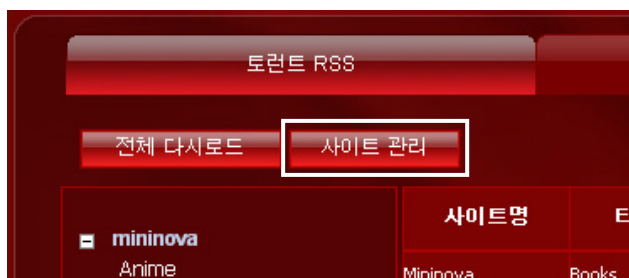 토런트 RSS
전체 다시로드 사이트 관리
사이트명
mininova
Anime
Mininova Books